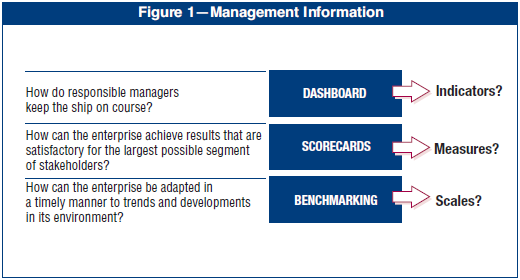 Figure 1—Management Information
How do responsible managers
keep the ship on course?
DASHBOARD
Indicators?
How can the enterprise achieve results that are
satisfactory for the largest possible segment
of stakeholders?
SCORECARDS
Measures?
How can the enterprise be adapted in
a timely manner to trends and developments
in its environment?
BENCHMARKING
Scales?